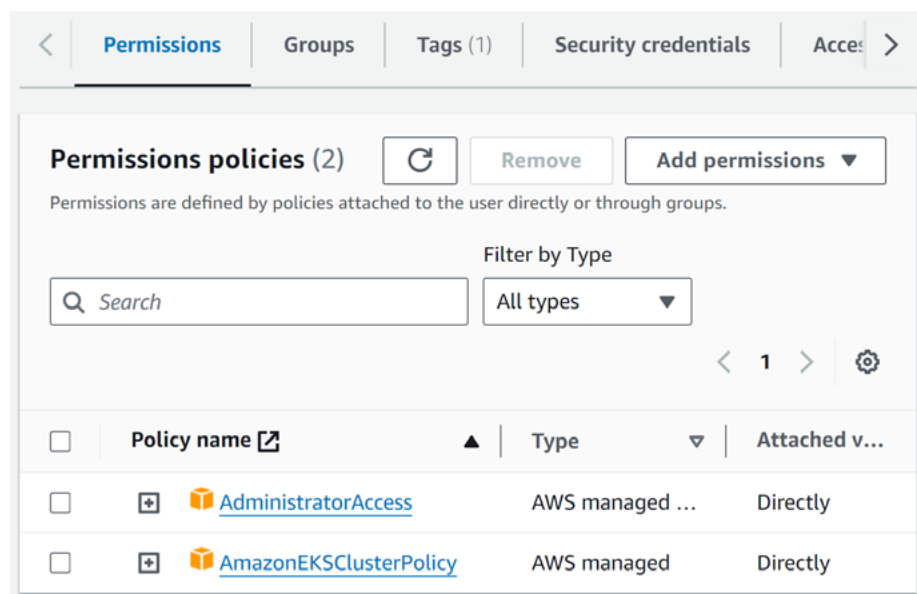 Permissions Groups Tags (1) Security credentials Acces
Permissions policies (2) Remove Add permissions
Permissions are defined by policies attached to the user directly or through groups.
Filter by Type
Search All types
1
Policy name Type Attached v...
AdministratorAccess AWS managed ... Directly
AmazonEKSClusterPolicy AWS managed Directly